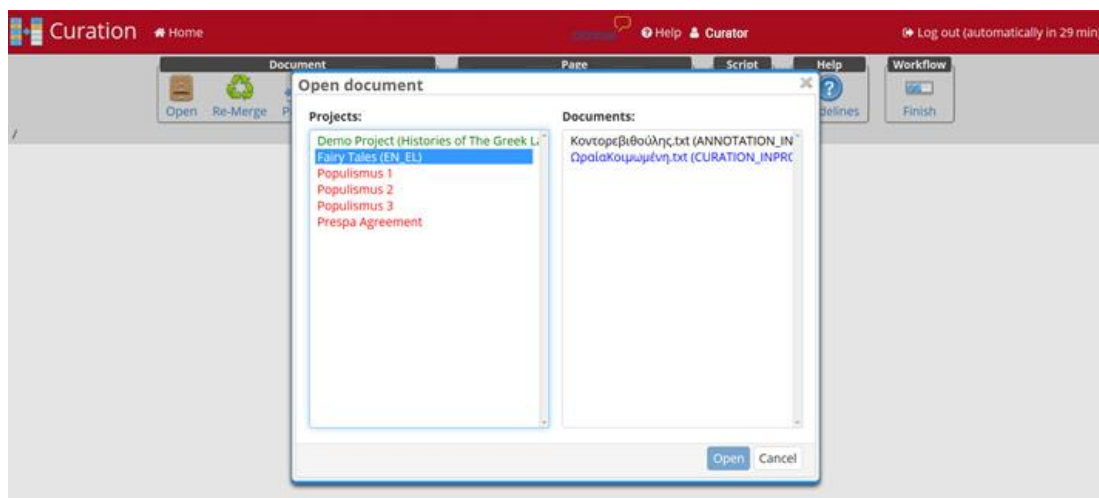 Curation Home Help Curator Log out (automatically in 29 min)
Document Page Script Help Workflow
Open Re-Merge P delines Finish
/
Open document
Projects:
Demo Project (Histories of The Greek La
Fairy Tales (EN_EL)
Populismus 1
Populismus 2
Populismus 3
Prespa Agreement
Documents:
Κοντορεβιθούλης.txt (ANNOTATION_IN
ΩραίαΚοιμωμένη.txt (CURATION_INPRO
Open Cancel